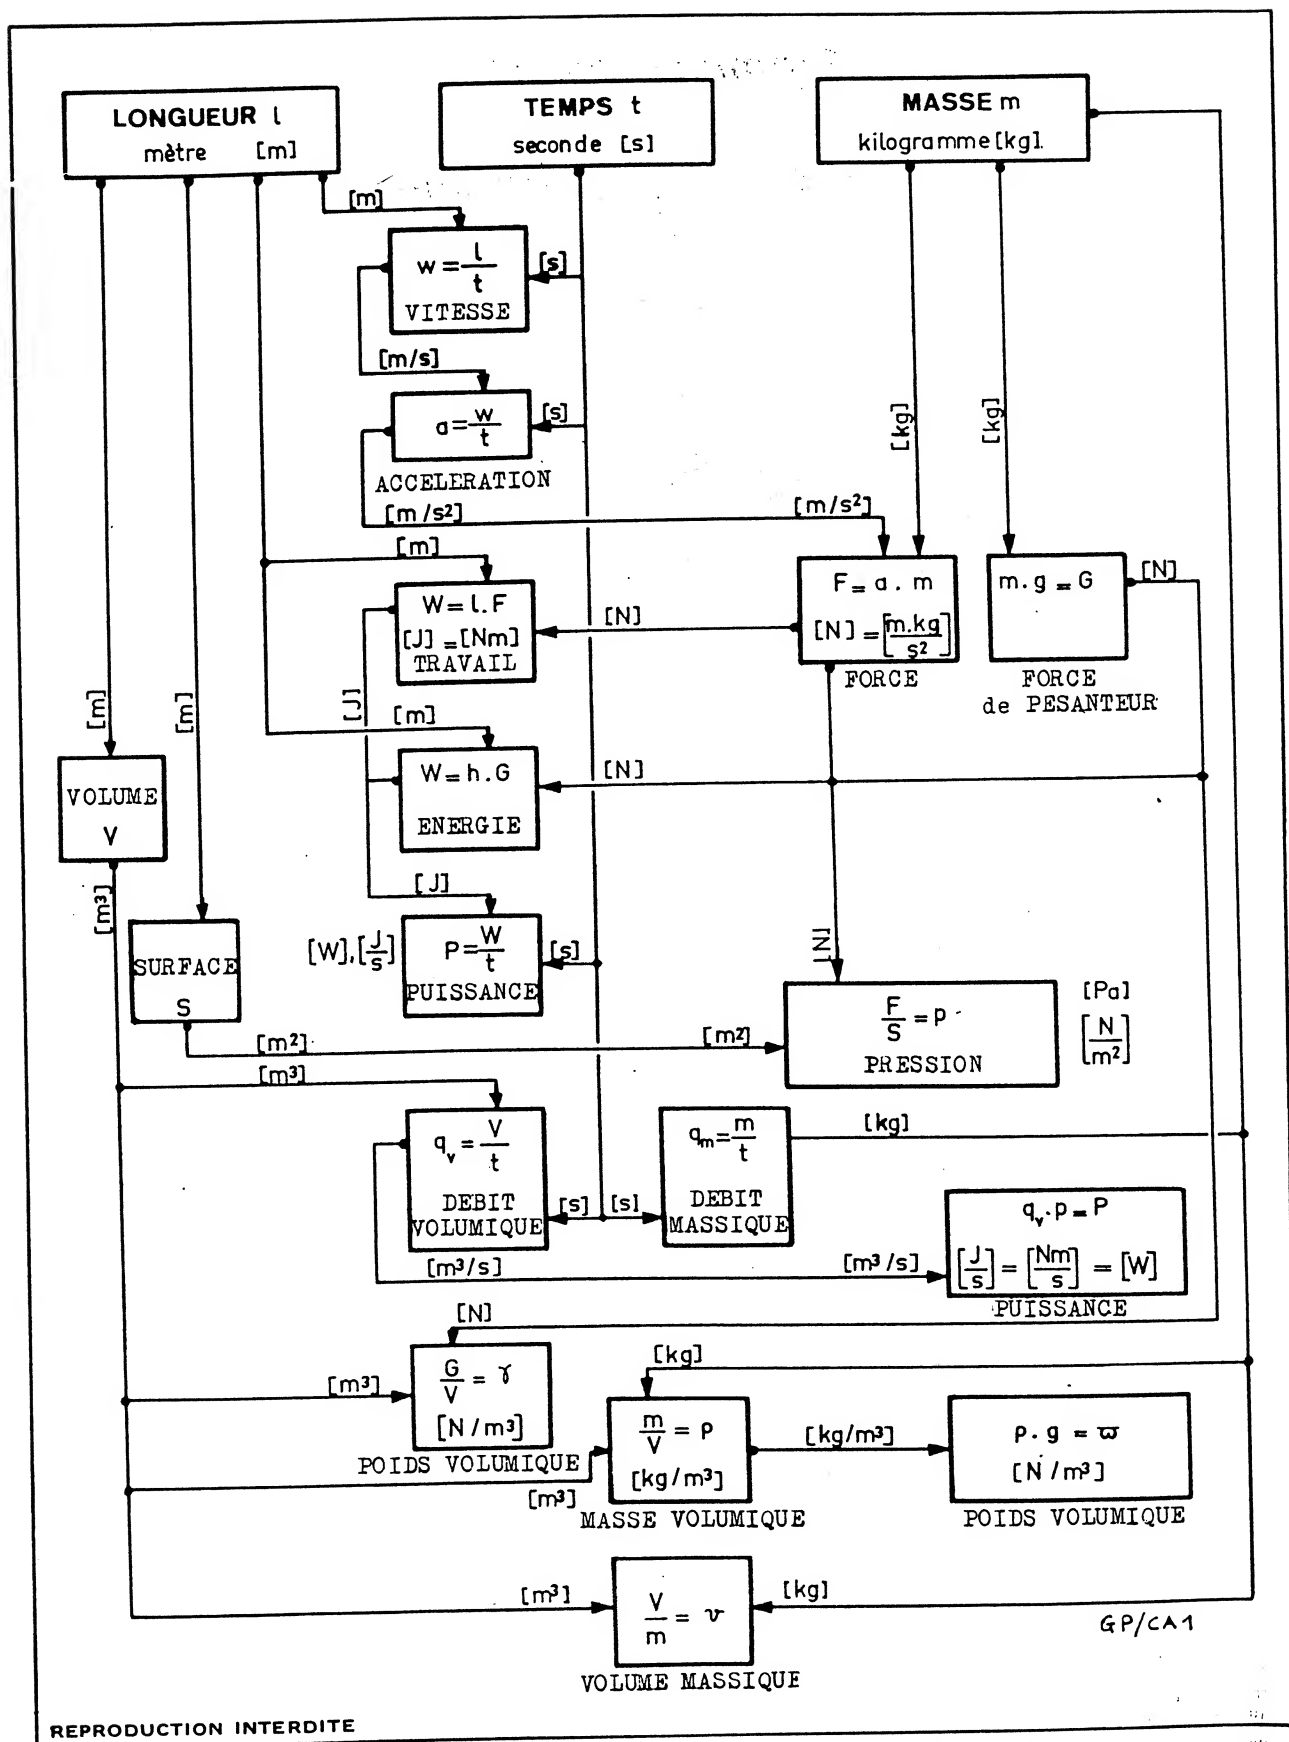 LONGUEUR l
mètre [m]
TEMPS t
seconde [s]
MASSE m
kilogramme [kg].
[m]
w = l/t
VITESSE
[s]
[m/s]
a = w/t
[s]
ACCELERATION
[kg]
[kg]
[m/s²]
[m/s²]
[m]
W = l.F
[J] = [Nm]
TRAVAIL
[N]
F = a . m
[N] = [m.kg/s²]
FORCE
m.g = G
[N]
FORCE
de PESANTEUR
[m]
[m]
[J]
[m]
W = h.G
ENERGIE
[N]
VOLUME
V
[m³]
[J]
[W],[J/s]
P = W/t
PUISSANCE
[s]
[N]
SURFACE
S
F/S = p
PRESSION
[Pa]
[N/m²]
[m²]
[m²]
[m³]
qv = V/t
DEBIT
VOLUMIQUE
[s]
[s]
qm = m/t
DEBIT
MASSIQUE
[kg]
[m³/s]
[m³/s]
qv.p = P
[J/s] = [Nm/s] = [W]
PUISSANCE
[N]
[m³]
G/V = γ
[N/m³]
POIDS VOLUMIQUE
[kg]
[m³]
m/V = ρ
[kg/m³]
MASSE VOLUMIQUE
[kg/m³]
ρ . g = ϖ
[N/m³]
POIDS VOLUMIQUE
[m³]
V/m = v
[kg]
VOLUME MASSIQUE
GP/CA1
REPRODUCTION INTERDITE